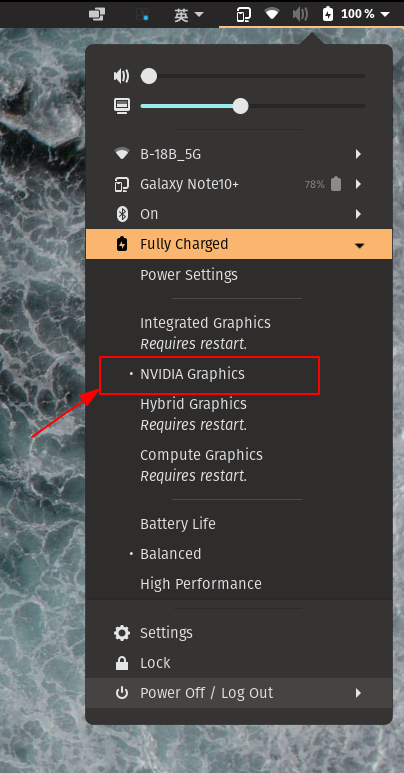 英
100 %
B-18B_5G
Galaxy Note10+ 78%
On
Fully Charged
Power Settings
Integrated Graphics
Requires restart.
NVIDIA Graphics
Hybrid Graphics
Requires restart.
Compute Graphics
Requires restart.
Battery Life
Balanced
High Performance
Settings
Lock
Power Off / Log Out